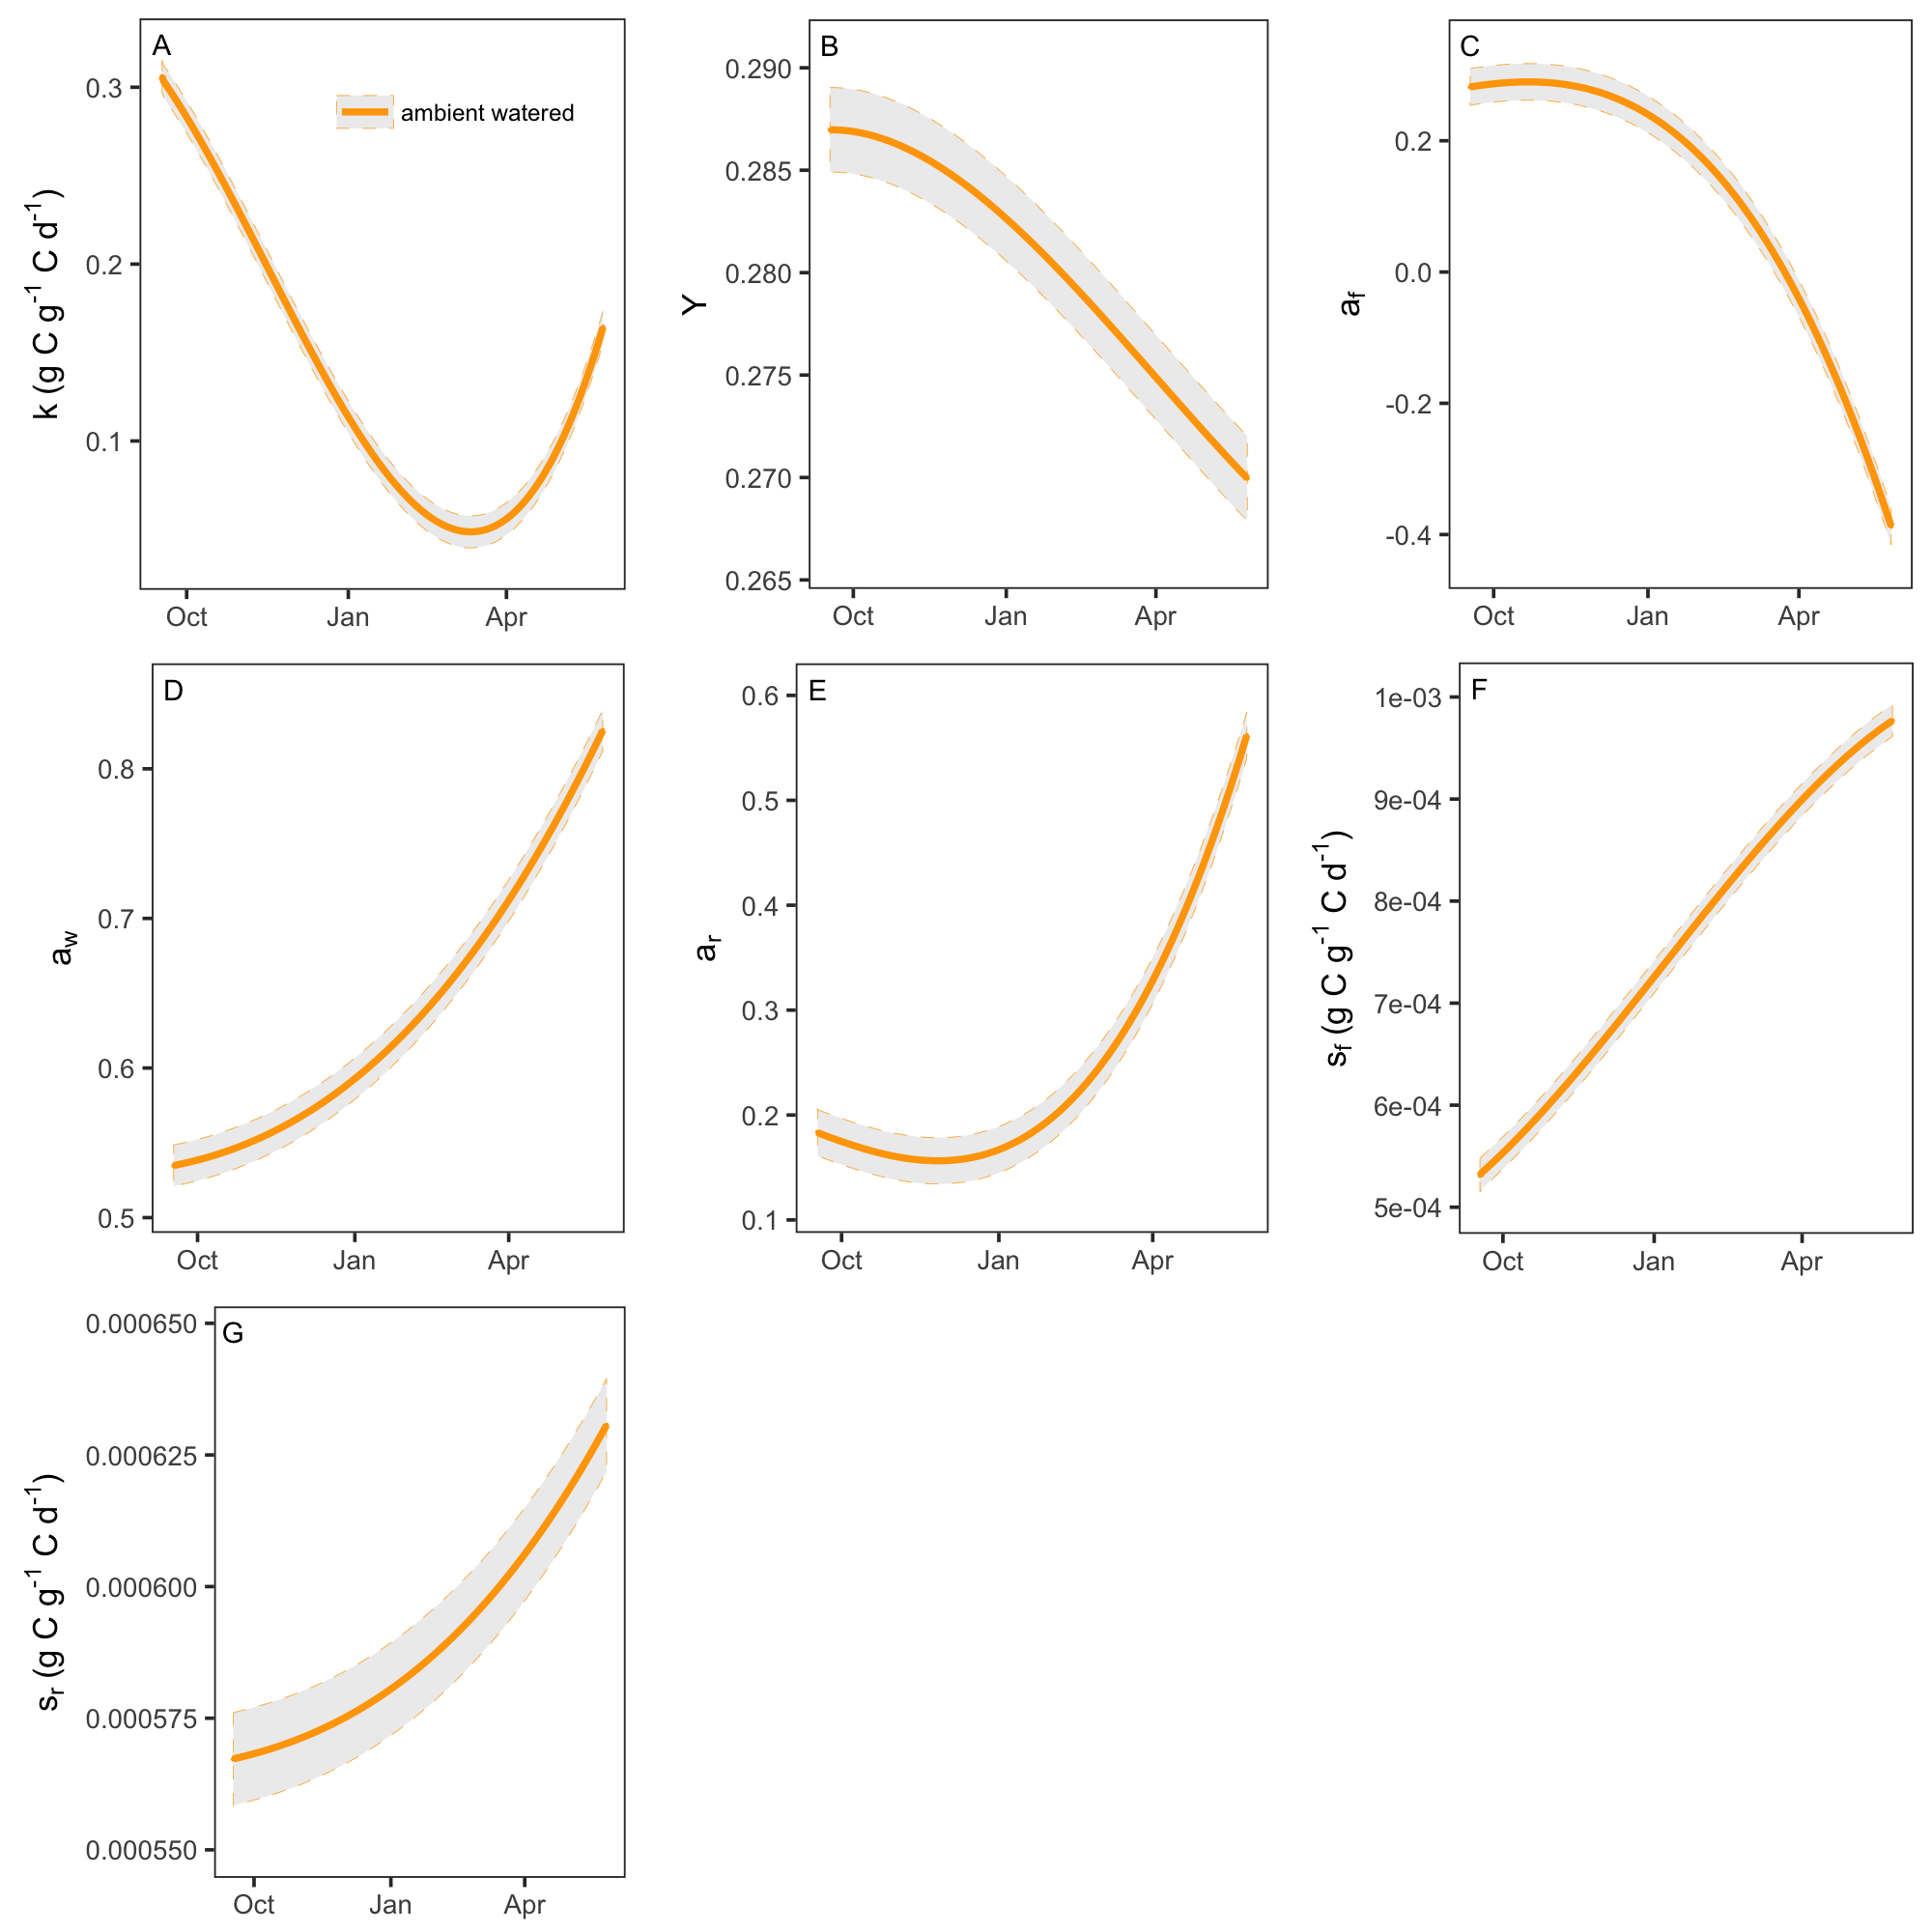 A
ambient watered
k (g C g⁻¹ C d⁻¹)
0.3
0.2
0.1
Oct Jan Apr
B
Y
0.290
0.285
0.280
0.275
0.270
0.265
Oct Jan Apr
C
a_f
0.2
0.0
-0.2
-0.4
Oct Jan Apr
D
a_w
0.8
0.7
0.6
0.5
Oct Jan Apr
E
a_r
0.6
0.5
0.4
0.3
0.2
0.1
Oct Jan Apr
F
s_f (g C g⁻¹ C d⁻¹)
1e-03
9e-04
8e-04
7e-04
6e-04
5e-04
Oct Jan Apr
G
s_r (g C g⁻¹ C d⁻¹)
0.000650
0.000625
0.000600
0.000575
0.000550
Oct Jan Apr